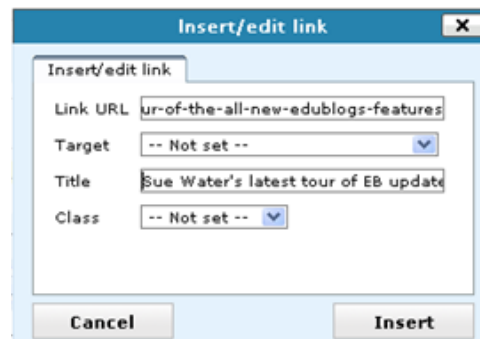 Insert/edit link X
Insert/edit link
Link URL ur-of-the-all-new-edublogs-features
Target -- Not set --
Title Sue Water's latest tour of EB update
Class -- Not set --
Cancel Insert